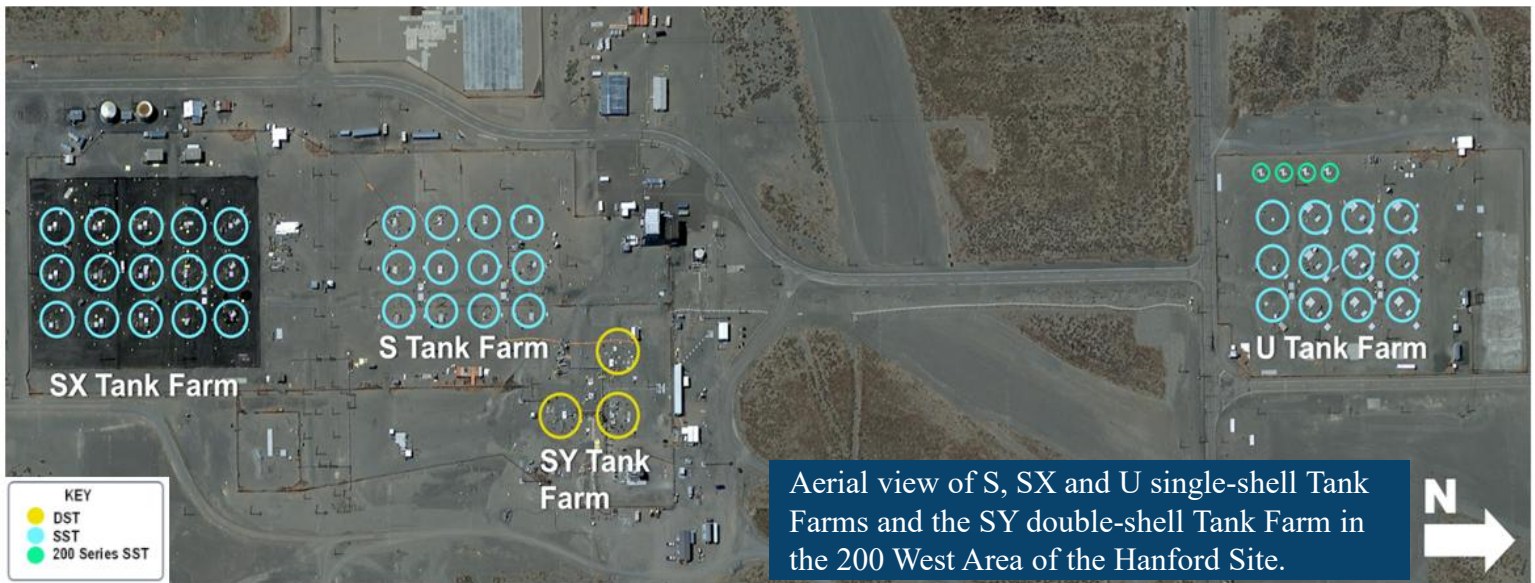 SX Tank Farm
S Tank Farm
SY Tank
Farm
U Tank Farm
KEY
DST
SST
200 Series SST
Aerial view of S, SX and U single-shell Tank
Farms and the SY double-shell Tank Farm in
the 200 West Area of the Hanford Site.
N